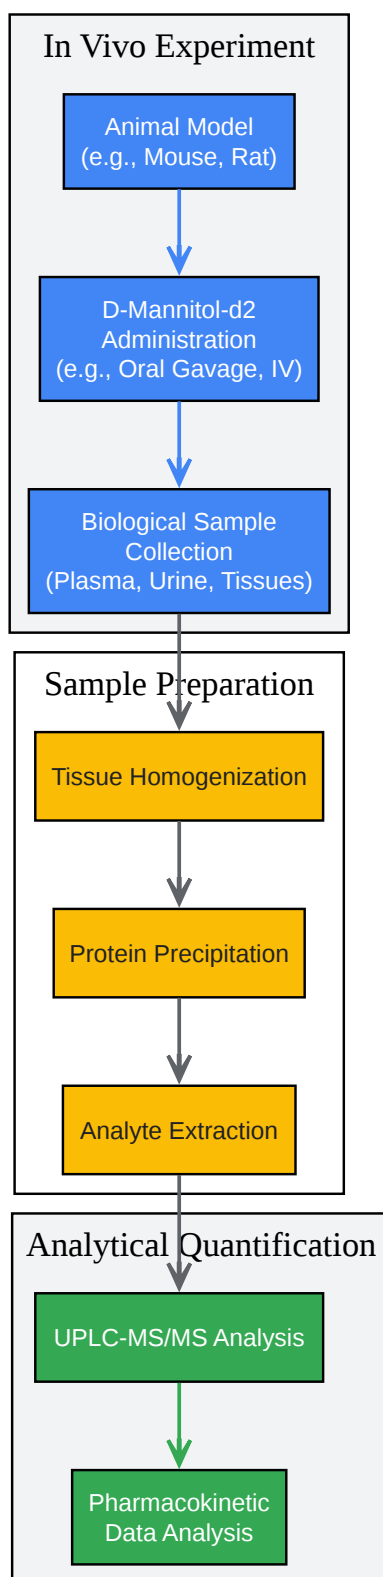 In Vivo Experiment
Animal Model
(e.g., Mouse, Rat)
D-Mannitol-d2
Administration
(e.g., Oral Gavage, IV)
Biological Sample
Collection
(Plasma, Urine, Tissues)
Sample Preparation
Tissue Homogenization
Protein Precipitation
Analyte Extraction
Analytical Quantification
UPLC-MS/MS Analysis
Pharmacokinetic
Data Analysis